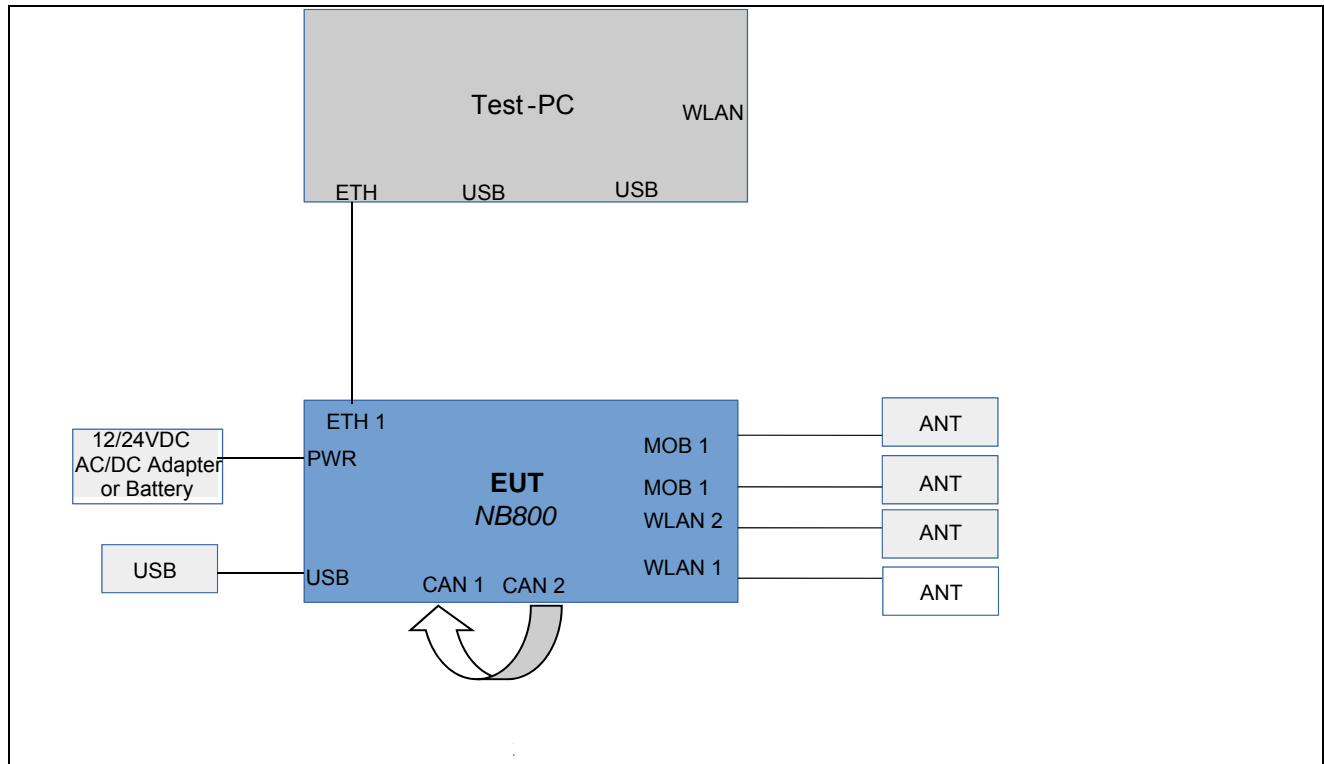 Test-PC
WLAN
ETH
USB
USB
ETH 1
12/24VDC
AC/DC Adapter
or Battery
PWR
EUT
NB800
MOB 1
ANT
MOB 1
ANT
WLAN 2
ANT
USB
USB
CAN 1
CAN 2
WLAN 1
ANT